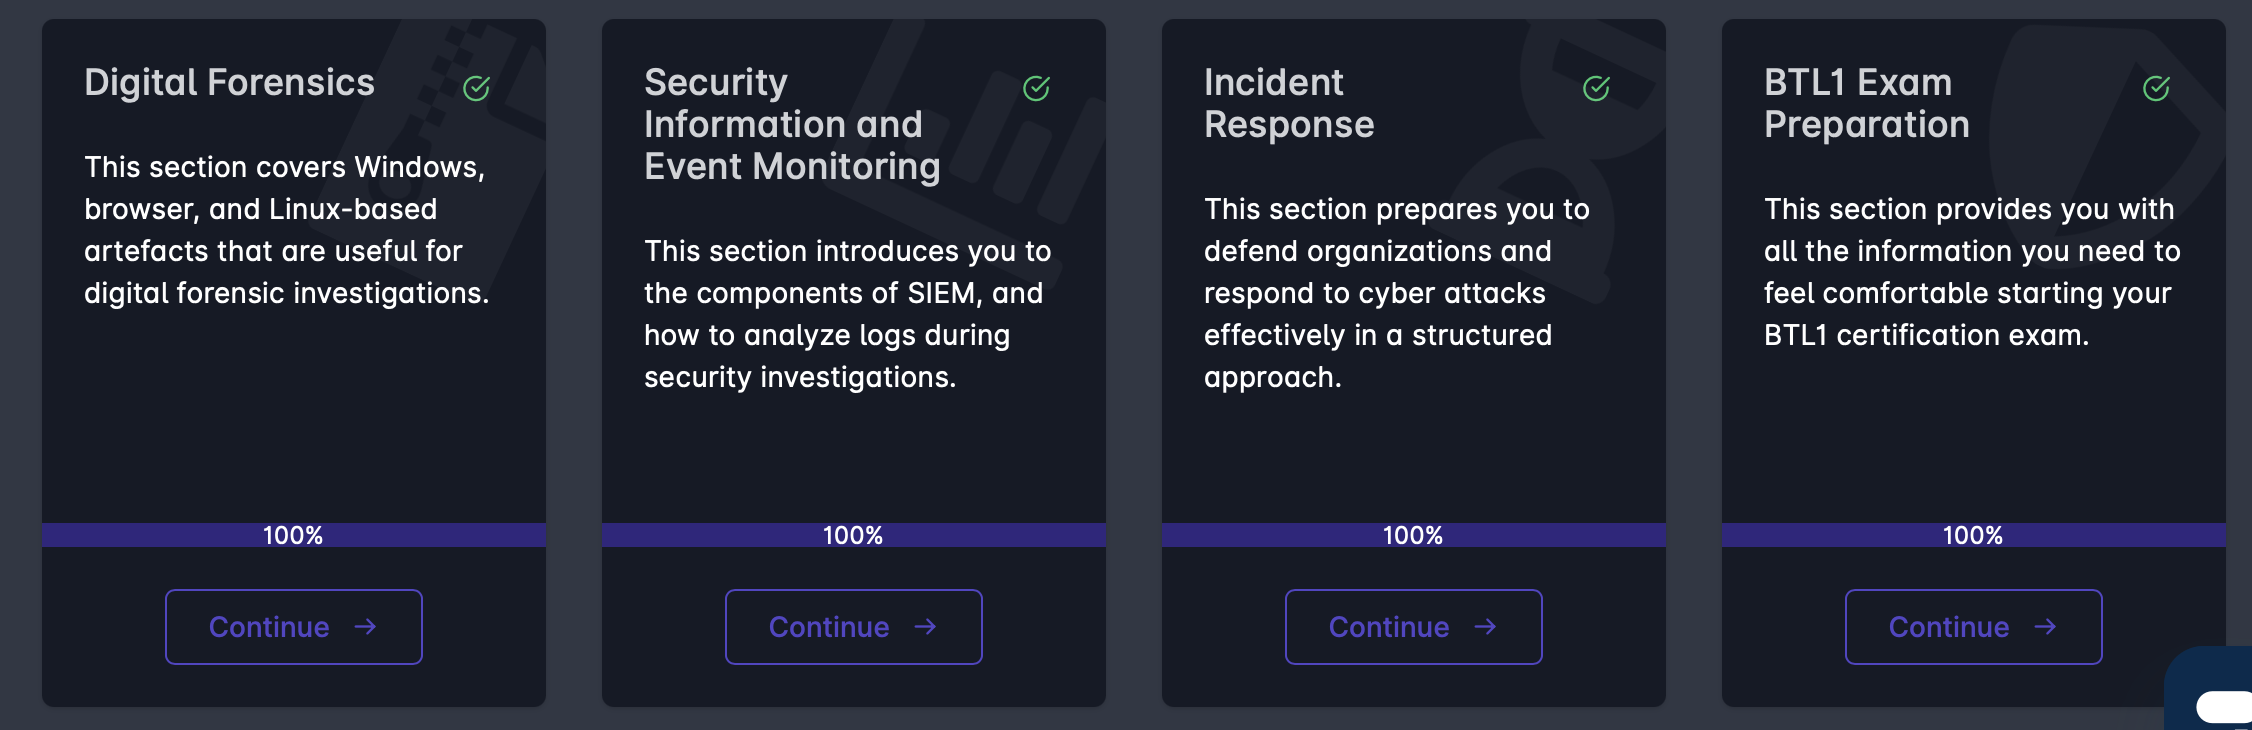 Digital Forensics
This section covers Windows,
browser, and Linux-based
artefacts that are useful for
digital forensic investigations.
100%
Continue →
Security
Information and
Event Monitoring
This section introduces you to
the components of SIEM, and
how to analyze logs during
security investigations.
100%
Continue →
Incident
Response
This section prepares you to
defend organizations and
respond to cyber attacks
effectively in a structured
approach.
100%
Continue →
BTL1 Exam
Preparation
This section provides you with
all the information you need to
feel comfortable starting your
BTL1 certification exam.
100%
Continue →